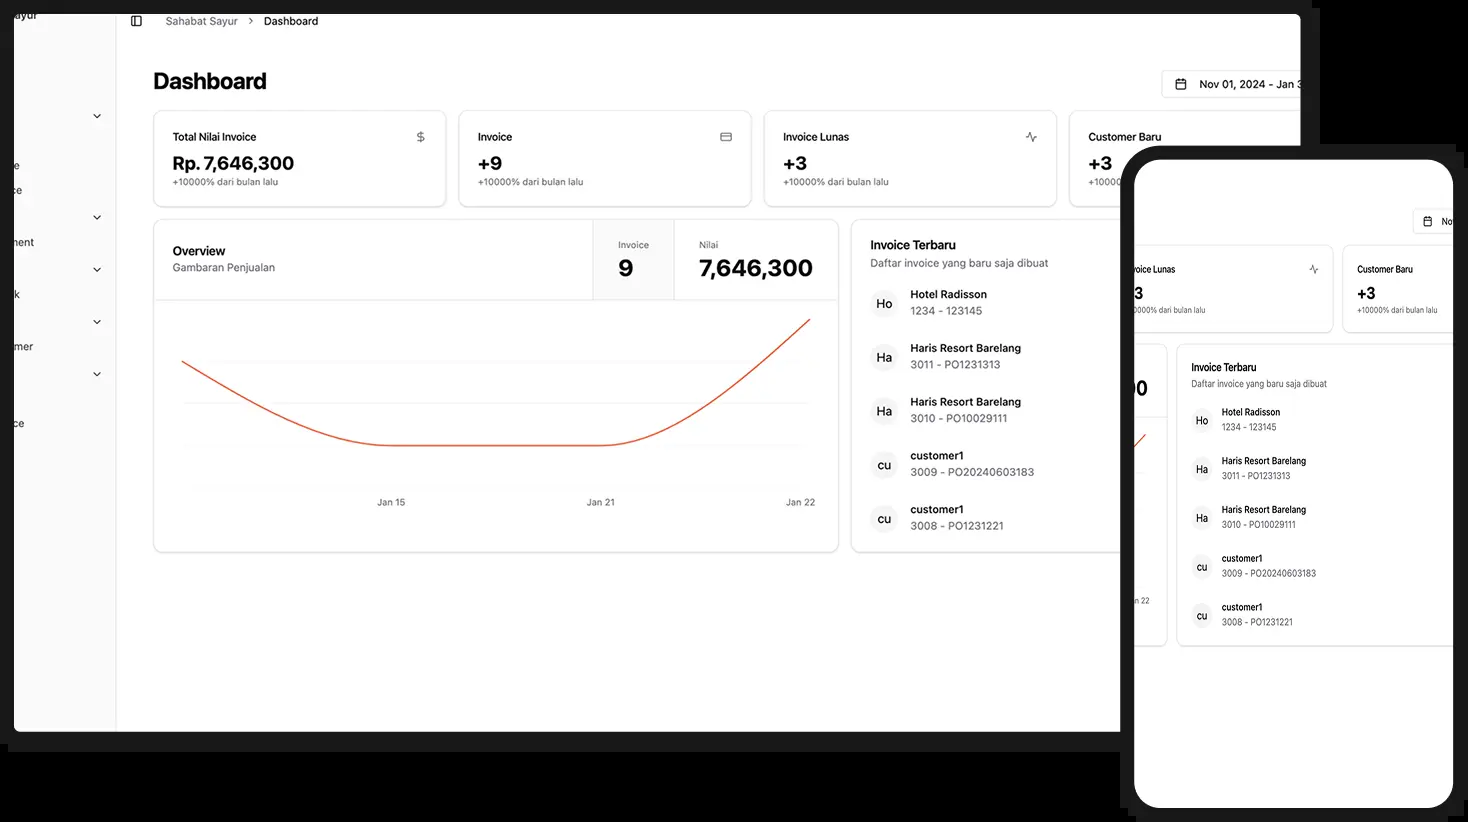 Sahabat Sayur > Dashboard
Dashboard
Nov 01, 2024 - Jan 3
Total Nilai Invoice
Rp. 7,646,300
+10000% dari bulan lalu
Invoice
+9
+10000% dari bulan lalu
Invoice Lunas
+3
+10000% dari bulan lalu
Customer Baru
+3
+10000
Overview
Gambaran Penjualan
Invoice
9
Nilai
7,646,300
Jan 15
Jan 21
Jan 22
Invoice Terbaru
Daftar invoice yang baru saja dibuat
Ho
Hotel Radisson
1234 - 123145
Ha
Haris Resort Barelang
3011 - PO1231313
Ha
Haris Resort Barelang
3010 - PO10029111
cu
customer1
3009 - PO20240603183
cu
customer1
3008 - PO1231221
No
voice Lunas
3
0000% dari bulan lalu
Customer Baru
+3
+10000% dari bulan lalu
00
n 22
Invoice Terbaru
Daftar invoice yang baru saja dibuat
Ho
Hotel Radisson
1234 - 123145
Ha
Haris Resort Barelang
3011 - PO1231313
Ha
Haris Resort Barelang
3010 - PO10029111
cu
customer1
3009 - PO20240603183
cu
customer1
3008 - PO1231221